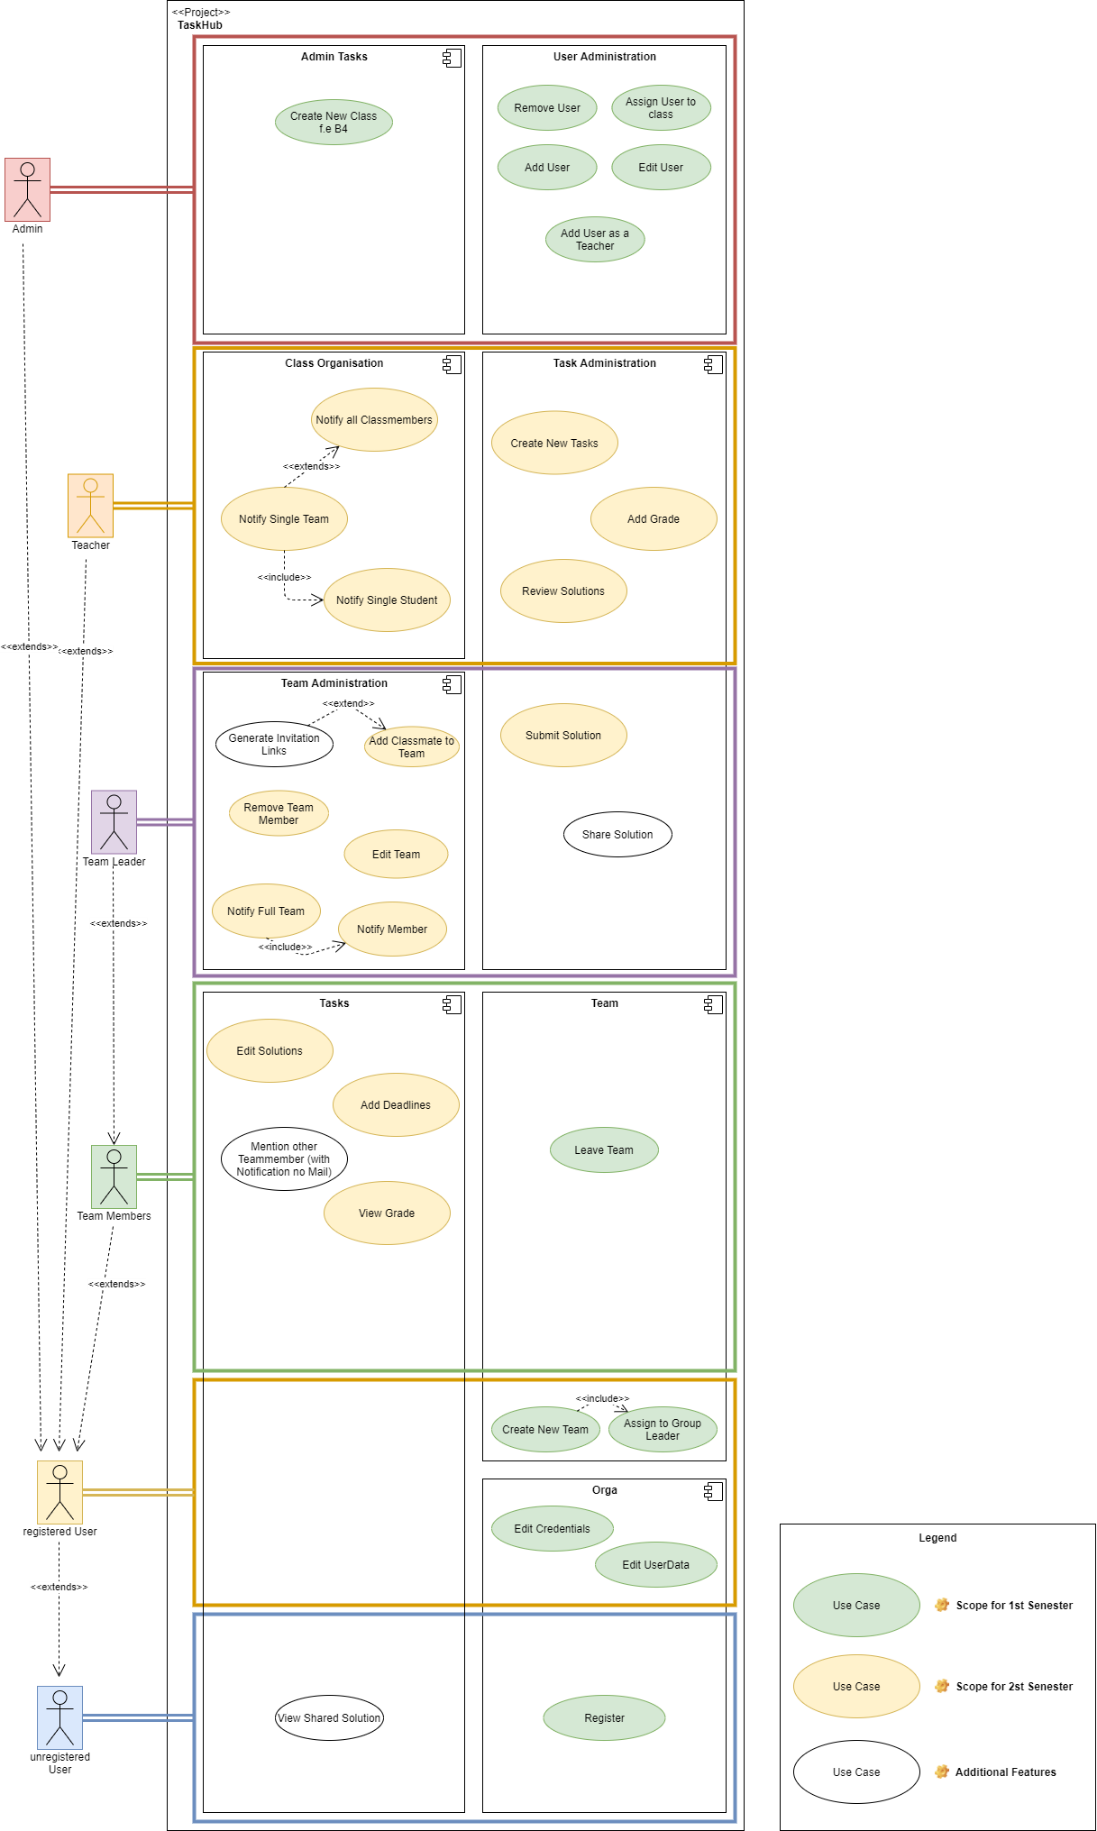 <<Project>>
TaskHub
Admin Tasks
User Administration
Create New Class
f.e B4
Remove User
Assign User to
class
Add User
Edit User
Add User as a
Teacher
Admin
Class Organisation
Task Administration
Notify all Classmembers
<<extends>>
Notify Single Team
<<include>>
Notify Single Student
Create New Tasks
Add Grade
Review Solutions
Teacher
<<extends>>
<<extends>>
Team Administration
<<extend>>
Generate Invitation
Links
Add Classmate to
Team
Remove Team
Member
Edit Team
Notify Full Team
Notify Member
<<include>>
Submit Solution
Share Solution
Team Leader
<<extends>>
Tasks
Team
Edit Solutions
Add Deadlines
Mention other
Teammember (with
Notification no Mail)
View Grade
Leave Team
Team Members
<<extends>>
<<include>>
Create New Team
Assign to Group
Leader
registered User
Orga
Edit Credentials
Edit UserData
<<extends>>
View Shared Solution
Register
unregistered
User
Legend
Use Case
Scope for 1st Senester
Use Case
Scope for 2st Senester
Use Case
Additional Features